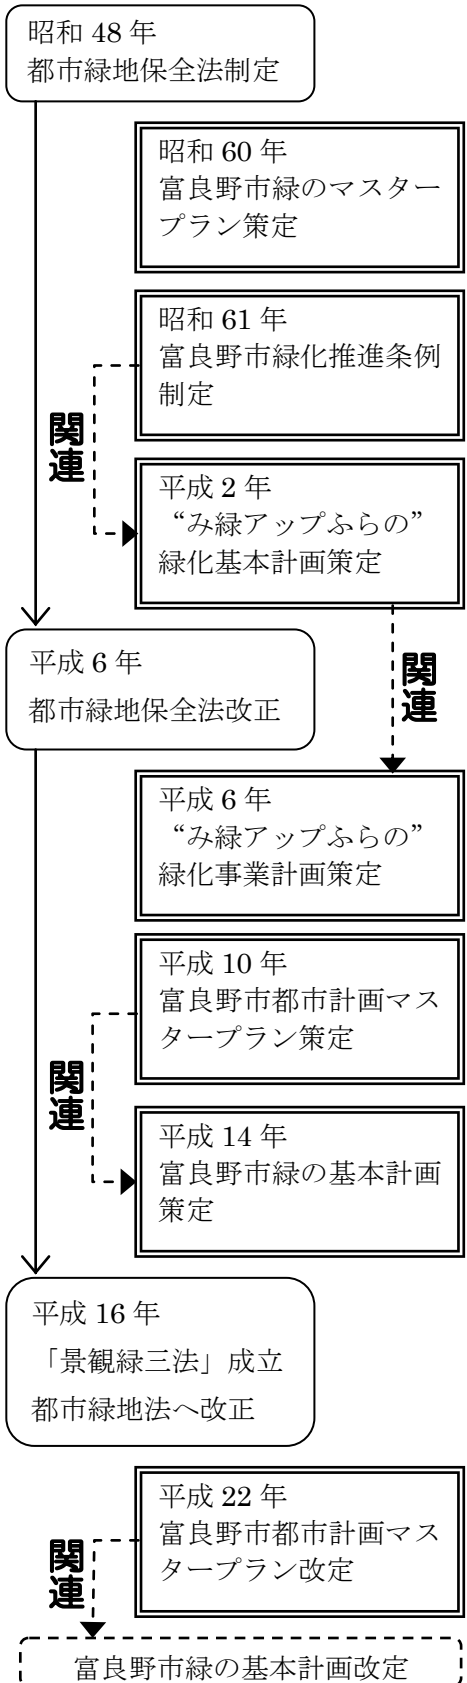 昭和 48 年
都市緑地保全法制定
昭和 60 年
富良野市緑のマスター
プラン策定
昭和 61 年
富良野市緑化推進条例
制定
関連
平成 2 年
“み緑アップふらの”
緑化基本計画策定
平成 6 年
都市緑地保全法改正
関連
平成 6 年
“み緑アップふらの”
緑化事業計画策定
平成 10 年
富良野市都市計画マス
タープラン策定
関連
平成 14 年
富良野市緑の基本計画
策定
平成 16 年
「景観緑三法」成立
都市緑地法へ改正
平成 22 年
富良野市都市計画マス
タープラン改定
関連
富良野市緑の基本計画改定